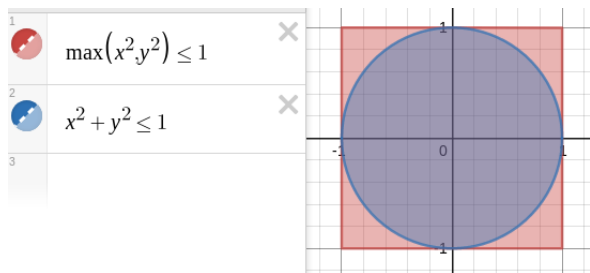 1
max(x²,y²) ≤ 1
2
x² + y² ≤ 1
3
1
-1 0 1
-1